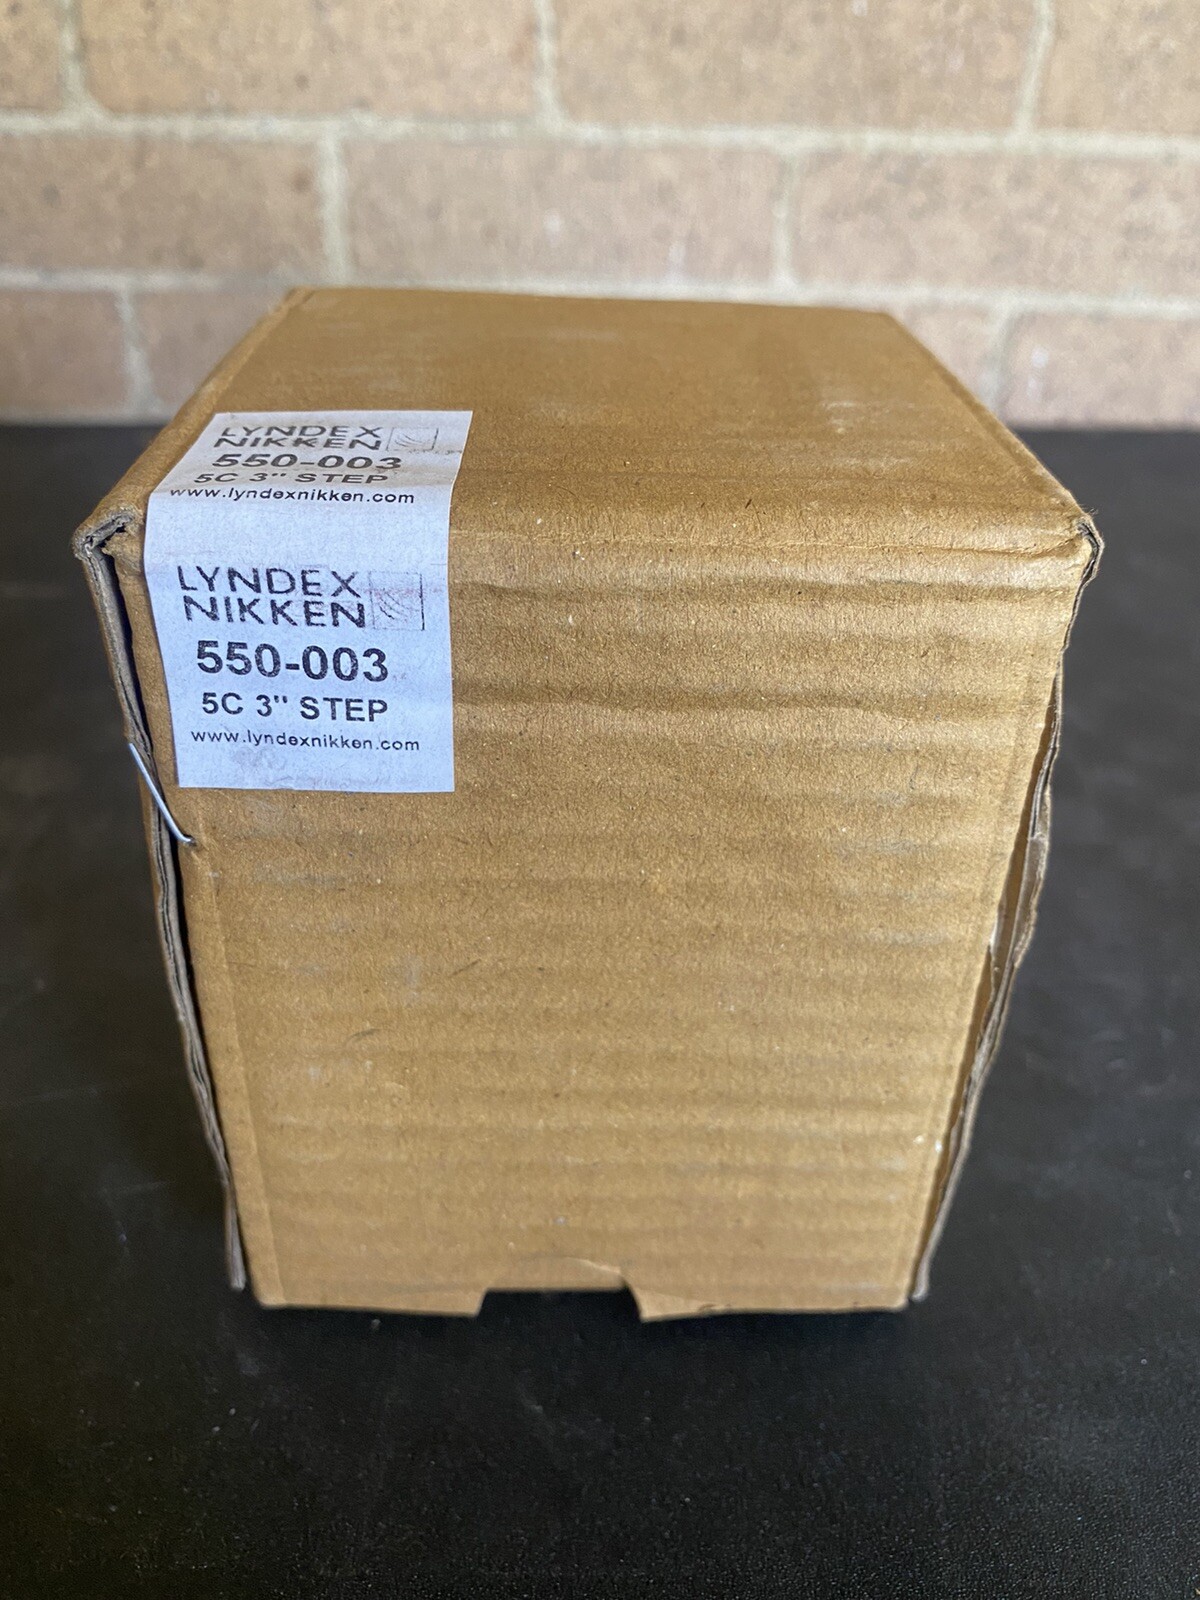 LYNDEX
NIKKEN
550-003
5C 3" STEP
www.lyndexnikken.com
LYNDEX
NIKKEN
550-003
5C 3" STEP
www.lyndexnikken.com